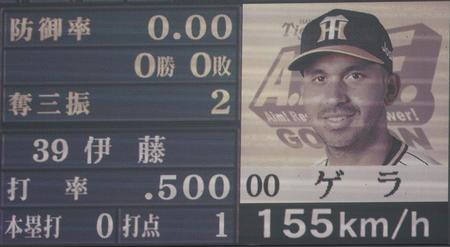 防御率 0.00
0勝 0敗
奪三振 2
39 伊藤
打率 .500
本塁打 0 打点 1
TH
00 ゲラ
155km/h